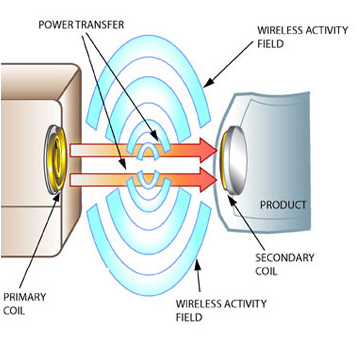 POWER TRANSFER
WIRELESS ACTIVITY
FIELD
PRODUCT
SECONDARY
COIL
PRIMARY
COIL
WIRELESS ACTIVITY
FIELD